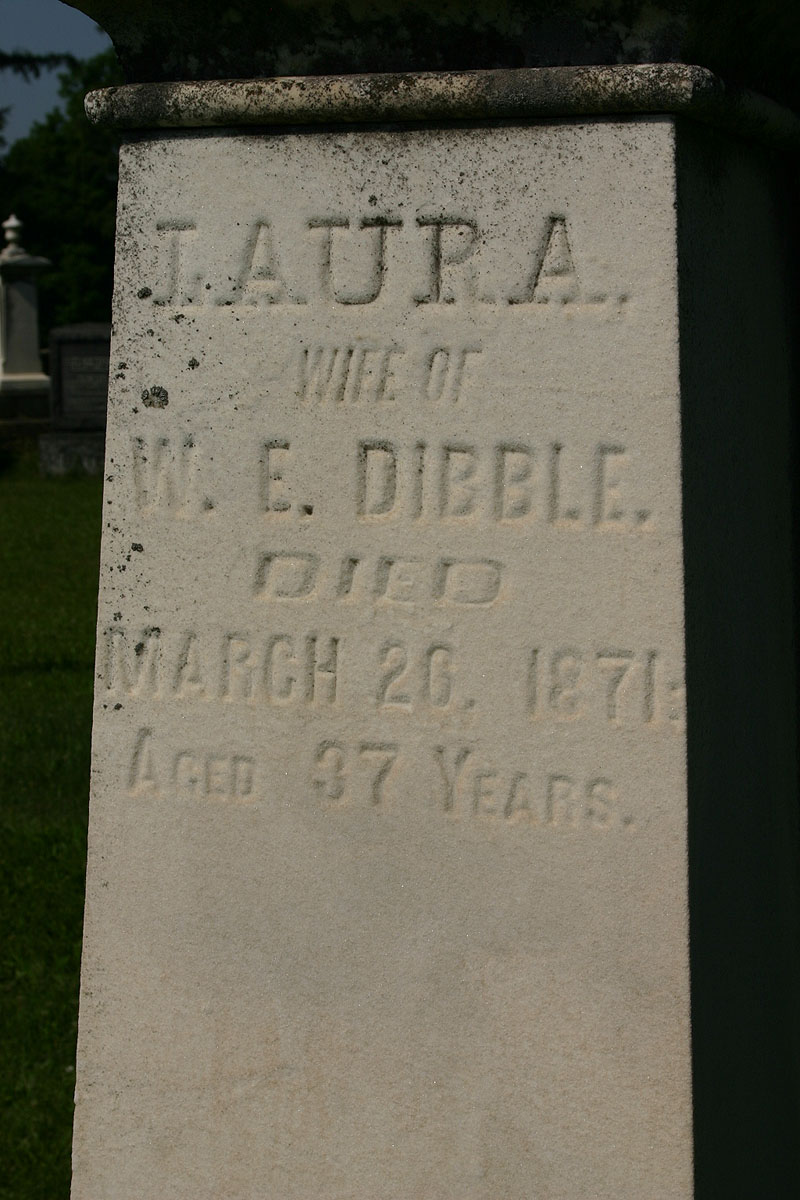 LAURA.
WIFE OF
W. E. DIBBLE.
DIED
MARCH 26, 1871:
AGED 37 YEARS.